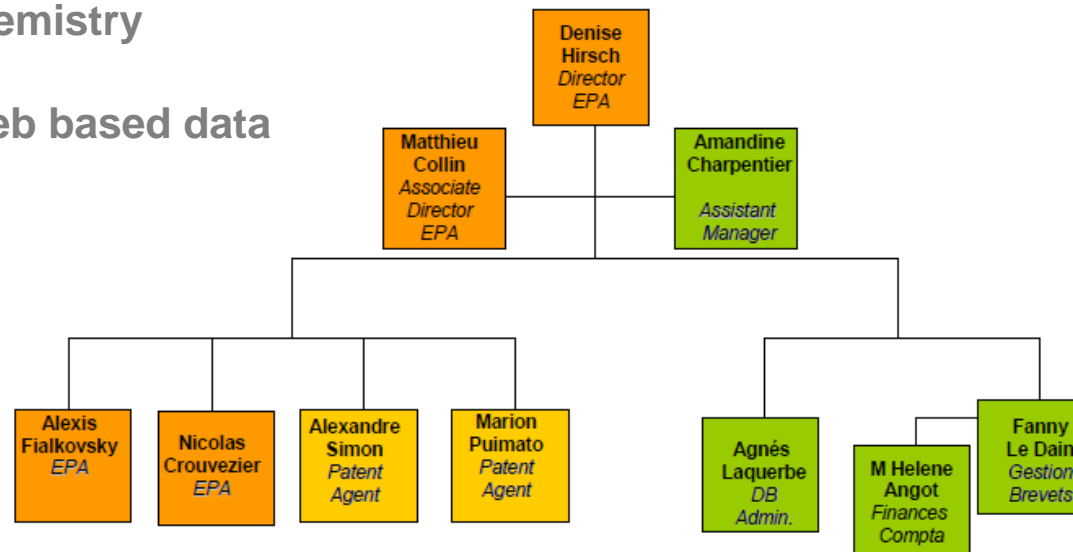 emistry
eb based data
Denise
Hirsch
Director
EPA
Matthieu
Collin
Associate
Director
EPA
Amandine
Charpentier
Assistant
Manager
Alexis
Fialkovsky
EPA
Nicolas
Crouvezier
EPA
Alexandre
Simon
Patent
Agent
Marion
Puimato
Patent
Agent
Agnés
Laquerbe
DB
Admin.
M Helene
Angot
Finances
Compta
Fanny
Le Dain
Gestion
Brevets